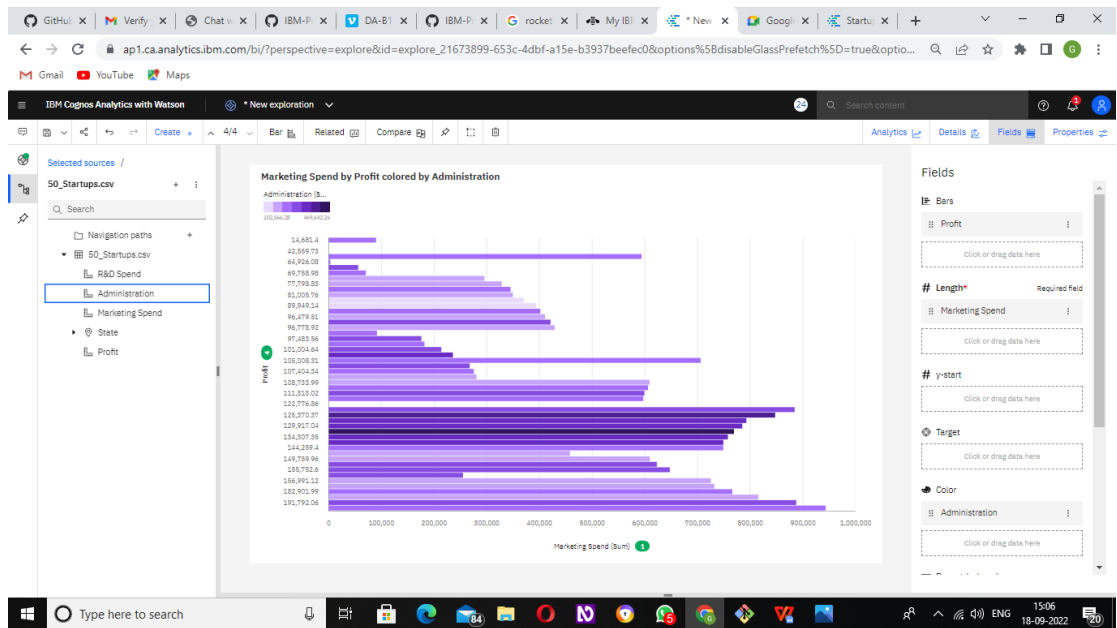 GitHub
Verify
Chat w
IBM-Pr
DA-B1
IBM-Pr
rocket
My IBM
* New
Google
Startup
ap1.ca.analytics.ibm.com/bi/?perspective=explore&id=explore_21673899-653c-4dbf-a15e-b3937beefec0&options%5BdisableGlassPrefetch%5D=true&optio...
G
Gmail YouTube Maps
IBM Cognos Analytics with Watson
* New exploration
24
Search content
Create +
4/4
Bar
Related
Compare
Analytics
Details
Fields
Properties
Selected sources /
50_Startups.csv
Search
Navigation paths
50_Startups.csv
R&D Spend
Administration
Marketing Spend
State
Profit
Marketing Spend by Profit colored by Administration
Administration (S...
14,681.4
42,559.73
64,926.08
69,758.98
77,798.83
81,005.76
89,949.14
96,479.51
96,778.92
97,483.56
101,004.64
105,008.31
107,404.34
108,733.99
111,313.02
122,776.86
125,370.37
129,917.04
134,307.35
144,259.4
149,759.96
155,752.6
156,991.12
182,901.99
191,792.06
Profit
4
0 100,000 200,000 300,000 400,000 500,000 600,000 700,000 800,000 900,000 1,000,000
Marketing Spend (Sum) 1
Fields
Bars
Profit
Click or drag data here
# Length* Required field
Marketing Spend
Click or drag data here
# y-start
Click or drag data here
Target
Click or drag data here
Color
Administration
Click or drag data here
Type here to search
84
ENG
15:06
18-09-2022
20